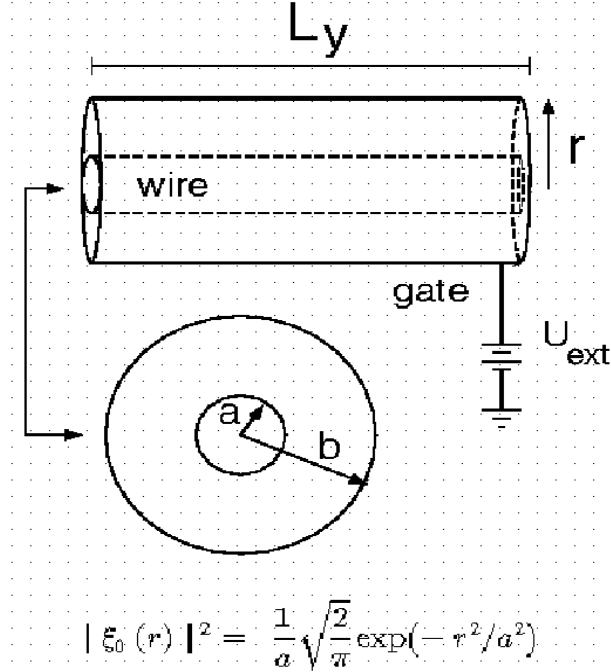 L_y
r
wire
gate
U_ext
a
b
| ξ₀ (r) |² = 1/a √(2/π) exp(− r²/a²)